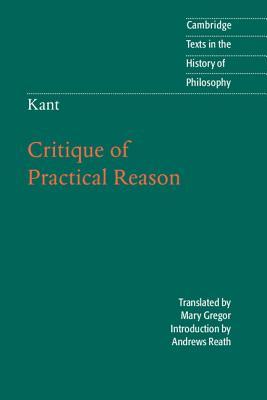 Cambridge
Texts in the
History of
Philosophy
Kant
Critique of
Practical Reason
Translated by
Mary Gregor
Introduction by
Andrews Reath